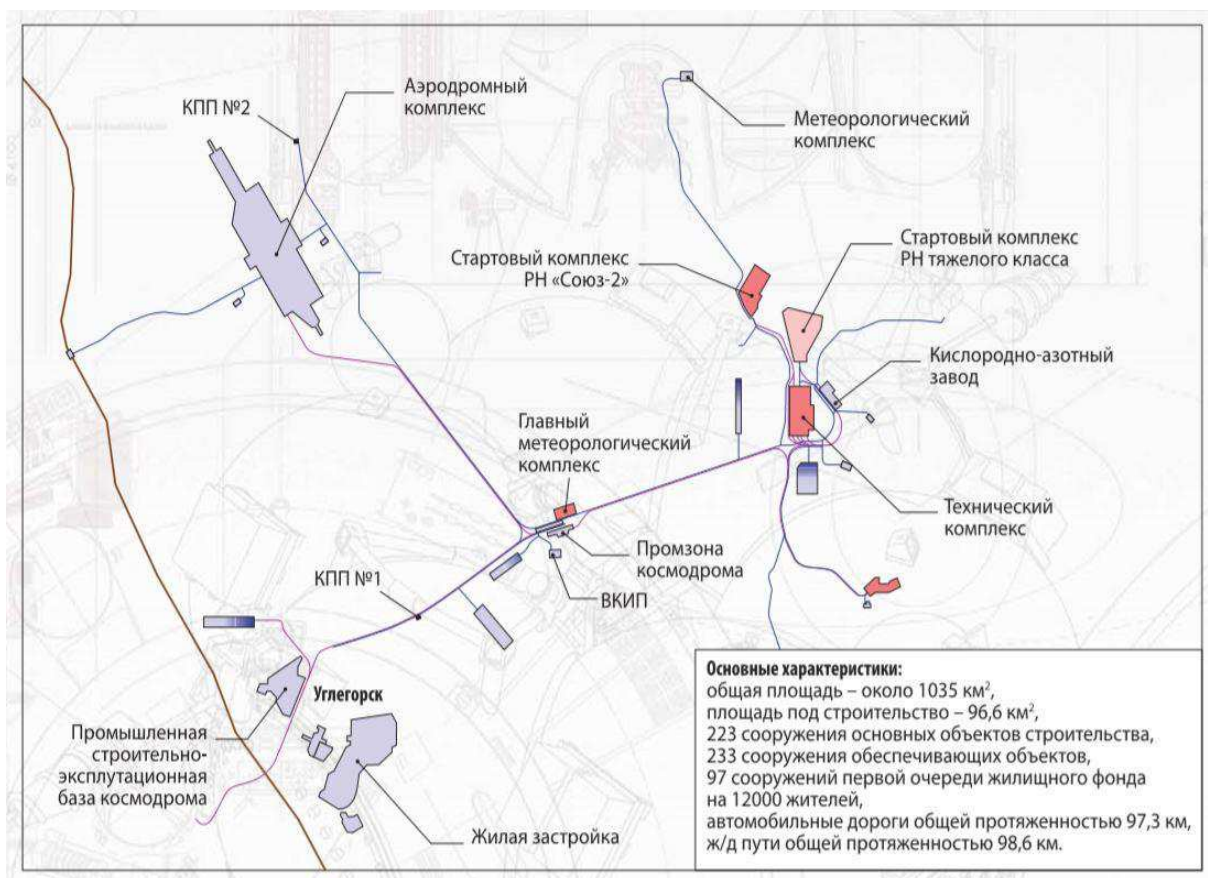 КПП №2
Аэродромный
комплекс
Метеорологический
комплекс
Стартовый комплекс
РН «Союз-2»
Стартовый комплекс
РН тяжелого класса
Кислородно-азотный
завод
Главный
метеорологический
комплекс
Технический
комплекс
Промзона
космодрома
КПП №1
ВКИП
Углегорск
Промышленная
строительно-
эксплутационная
база космодрома
Жилая застройка
Основные характеристики:
общая площадь – около 1035 км²,
площадь под строительство – 96,6 км²,
223 сооружения основных объектов строительства,
233 сооружения обеспечивающих объектов,
97 сооружений первой очереди жилищного фонда
на 12000 жителей,
автомобильные дороги общей протяженностью 97,3 км,
ж/д пути общей протяженностью 98,6 км.